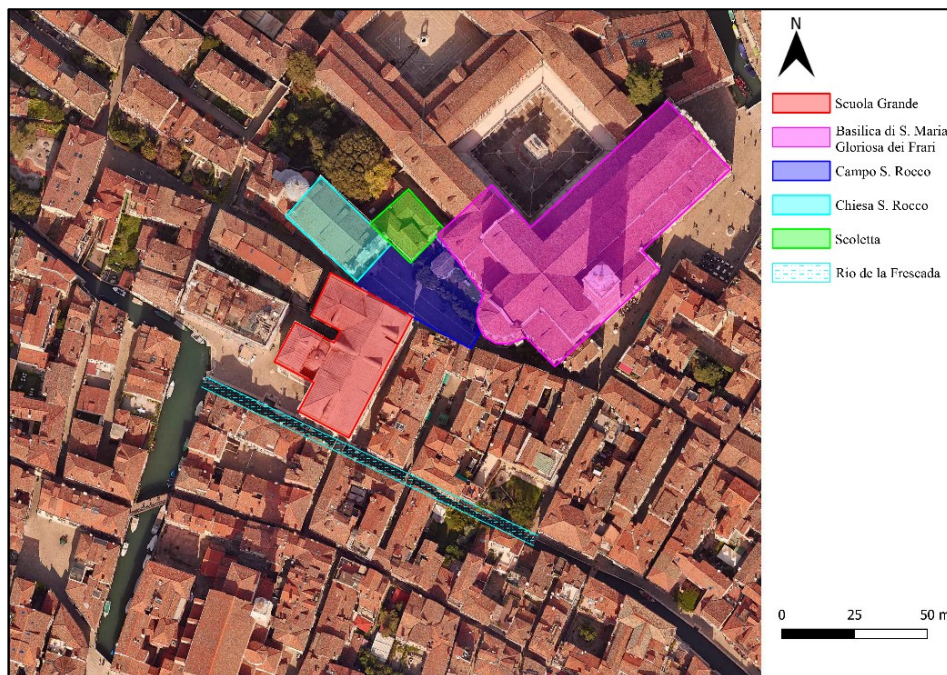 N
Scuola Grande
Basilica di S. Maria
Gloriosa dei Frari
Campo S. Rocco
Chiesa S. Rocco
Scoletta
Rio de la Frescada
0 25 50 m